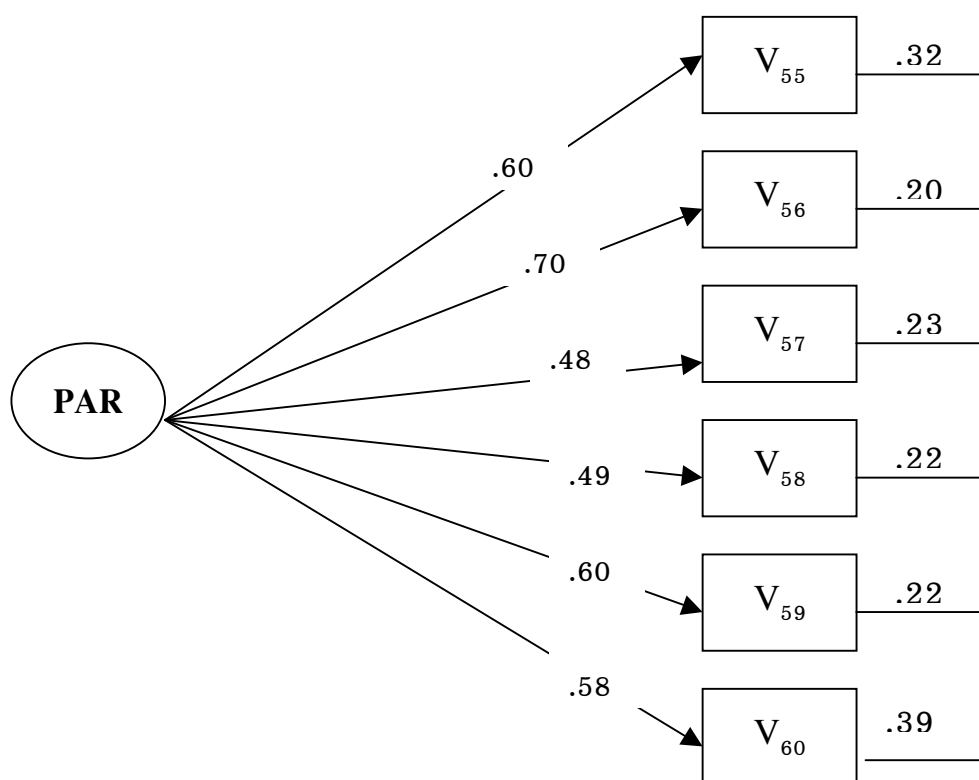 V55 .32
.60
V56 .20
.70
V57 .23
.48
PAR
V58 .22
.49
V59 .22
.60
.58
V60 .39